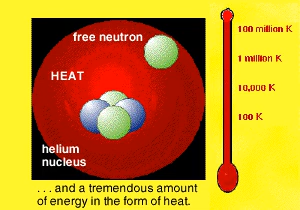 free neutron
HEAT
helium
nucleus
. . . and a tremendous amount
of energy in the form of heat.
100 million K
1 million K
10,000 K
100 K